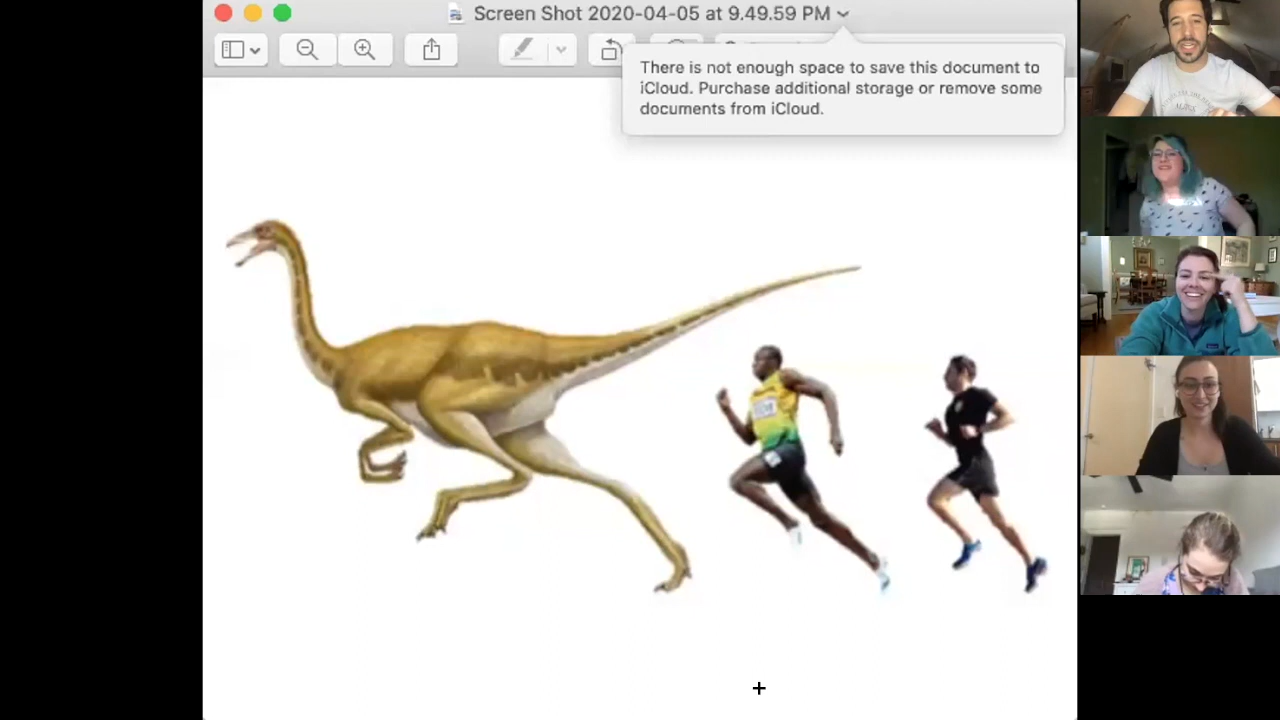 Screen Shot 2020-04-05 at 9.49.59 PM
There is not enough space to save this document to
iCloud. Purchase additional storage or remove some
documents from iCloud.